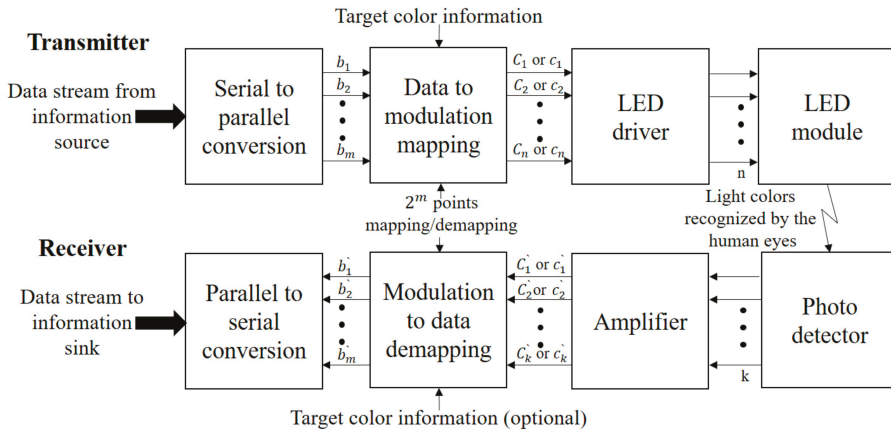 Target color information
Transmitter
Data stream from
information
source
Serial to
parallel
conversion
b₁
b₂
bₘ
Data to
modulation
mapping
C₁ or c₁
C₂ or c₂
Cₙ or cₙ
LED
driver
n
LED
module
2ᵐ points
mapping/demapping
Light colors
recognized by the
human eyes
Receiver
Data stream to
information
sink
Parallel to
serial
conversion
b₁`
b₂`
bₘ`
Modulation
to data
demapping
C₁` or c₁`
C₂` or c₂`
Cₖ` or cₖ`
Amplifier
k
Photo
detector
Target color information (optional)